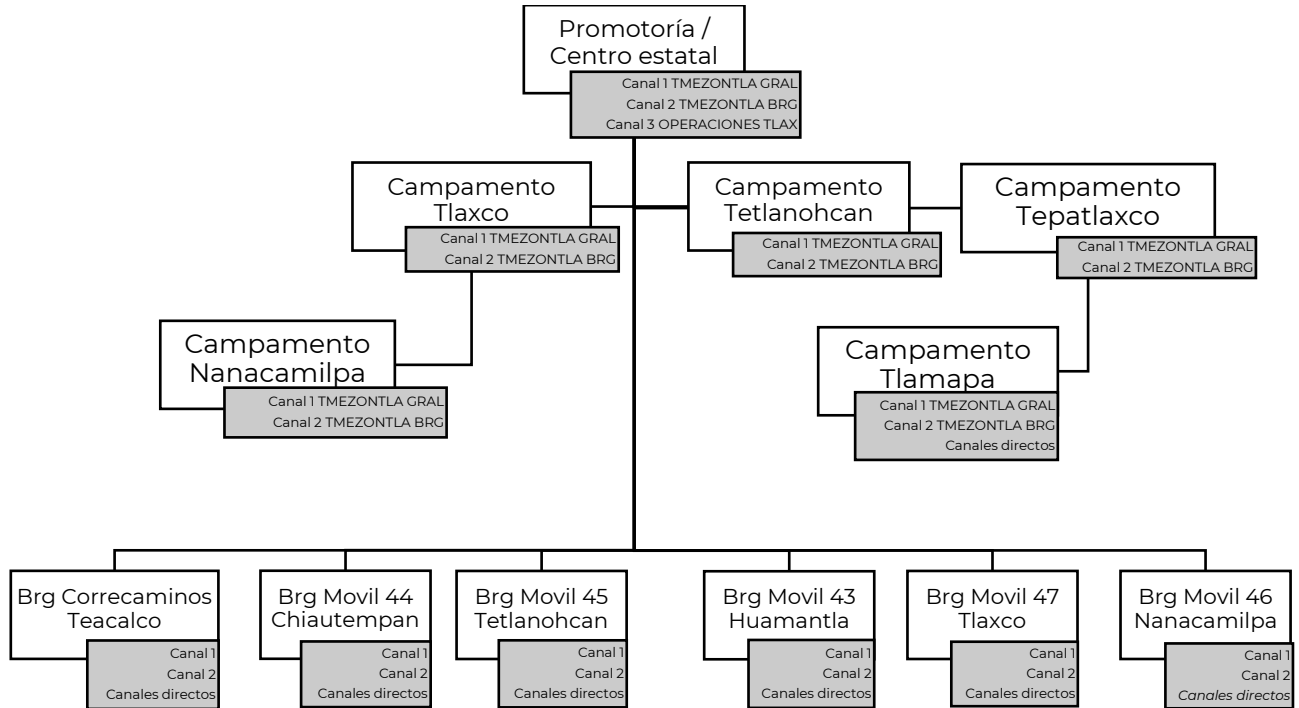 Promotoría /
Centro estatal
Canal 1 TMEZONTLA GRAL
Canal 2 TMEZONTLA BRG
Canal 3 OPERACIONES TLAX
Campamento
Tlaxco
Canal 1 TMEZONTLA GRAL
Canal 2 TMEZONTLA BRG
Campamento
Tetlanohcan
Canal 1 TMEZONTLA GRAL
Canal 2 TMEZONTLA BRG
Campamento
Tepatlaxco
Canal 1 TMEZONTLA GRAL
Canal 2 TMEZONTLA BRG
Campamento
Nanacamilpa
Canal 1 TMEZONTLA GRAL
Canal 2 TMEZONTLA BRG
Campamento
Tlamapa
Canal 1 TMEZONTLA GRAL
Canal 2 TMEZONTLA BRG
Canales directos
Brg Correcaminos
Teacalco
Canal 1
Canal 2
Canales directos
Brg Movil 44
Chiautempan
Canal 1
Canal 2
Canales directos
Brg Movil 45
Tetlanohcan
Canal 1
Canal 2
Canales directos
Brg Movil 43
Huamantla
Canal 1
Canal 2
Canales directos
Brg Movil 47
Tlaxco
Canal 1
Canal 2
Canales directos
Brg Movil 46
Nanacamilpa
Canal 1
Canal 2
Canales directos